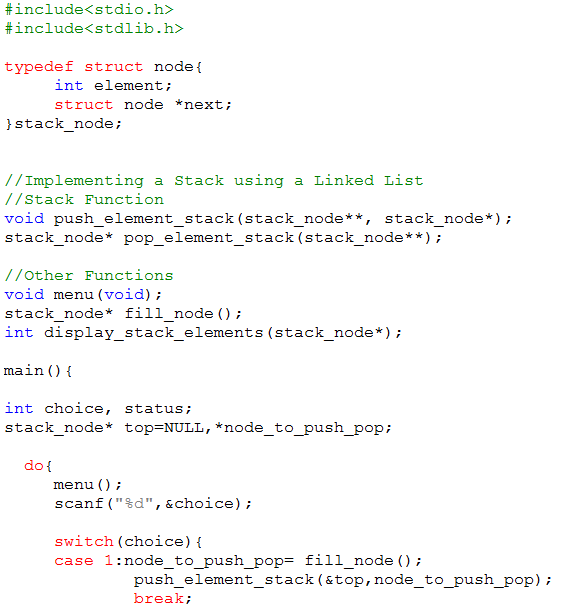 #include<stdio.h>
#include<stdlib.h>
typedef struct node{
int element;
struct node *next;
}stack_node;
//Implementing a Stack using a Linked List
//Stack Function
void push_element_stack(stack_node**, stack_node*);
stack_node* pop_element_stack(stack_node**);
//Other Functions
void menu(void);
stack_node* fill_node();
int display_stack_elements(stack_node*);
main(){
int choice, status;
stack_node* top=NULL,*node_to_push_pop;
do{
menu();
scanf("%d",&choice);
switch(choice){
case 1:node_to_push_pop= fill_node();
push_element_stack(&top,node_to_push_pop);
break;